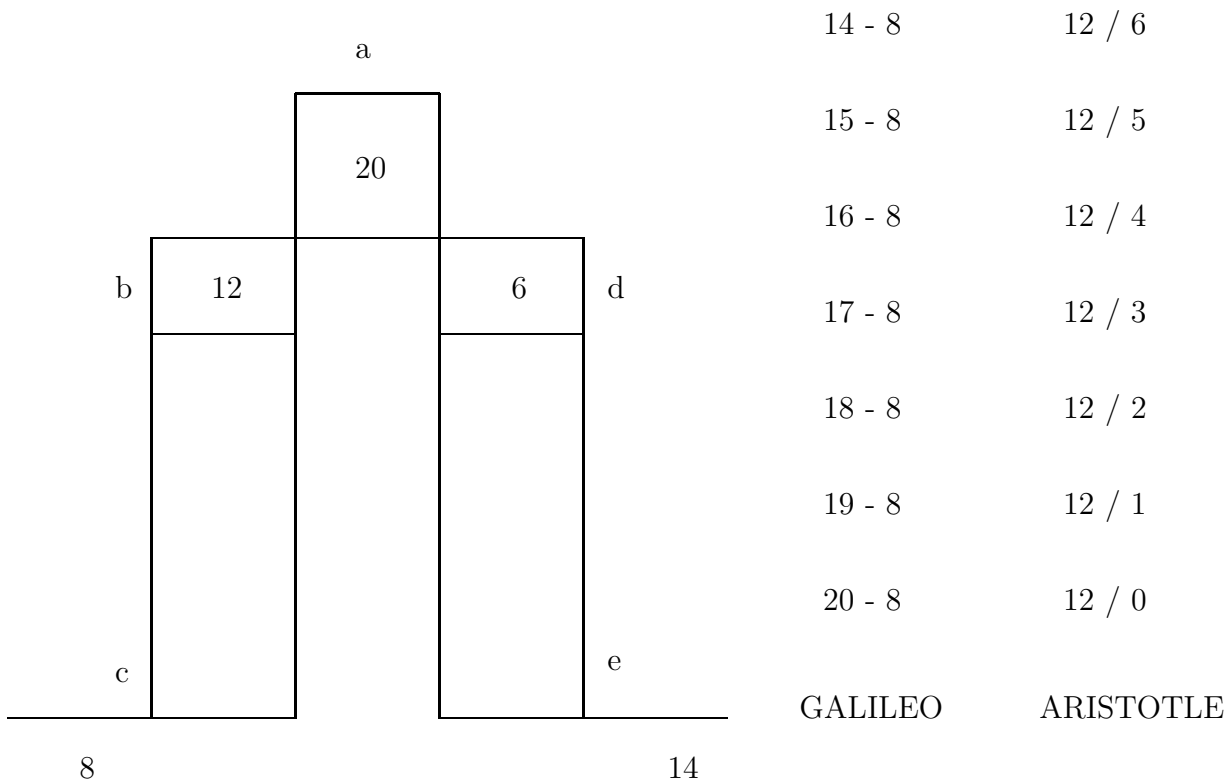 a
20
b
12
6
d
c
e
8
14
14 - 8 12 / 6
15 - 8 12 / 5
16 - 8 12 / 4
17 - 8 12 / 3
18 - 8 12 / 2
19 - 8 12 / 1
20 - 8 12 / 0
GALILEO ARISTOTLE